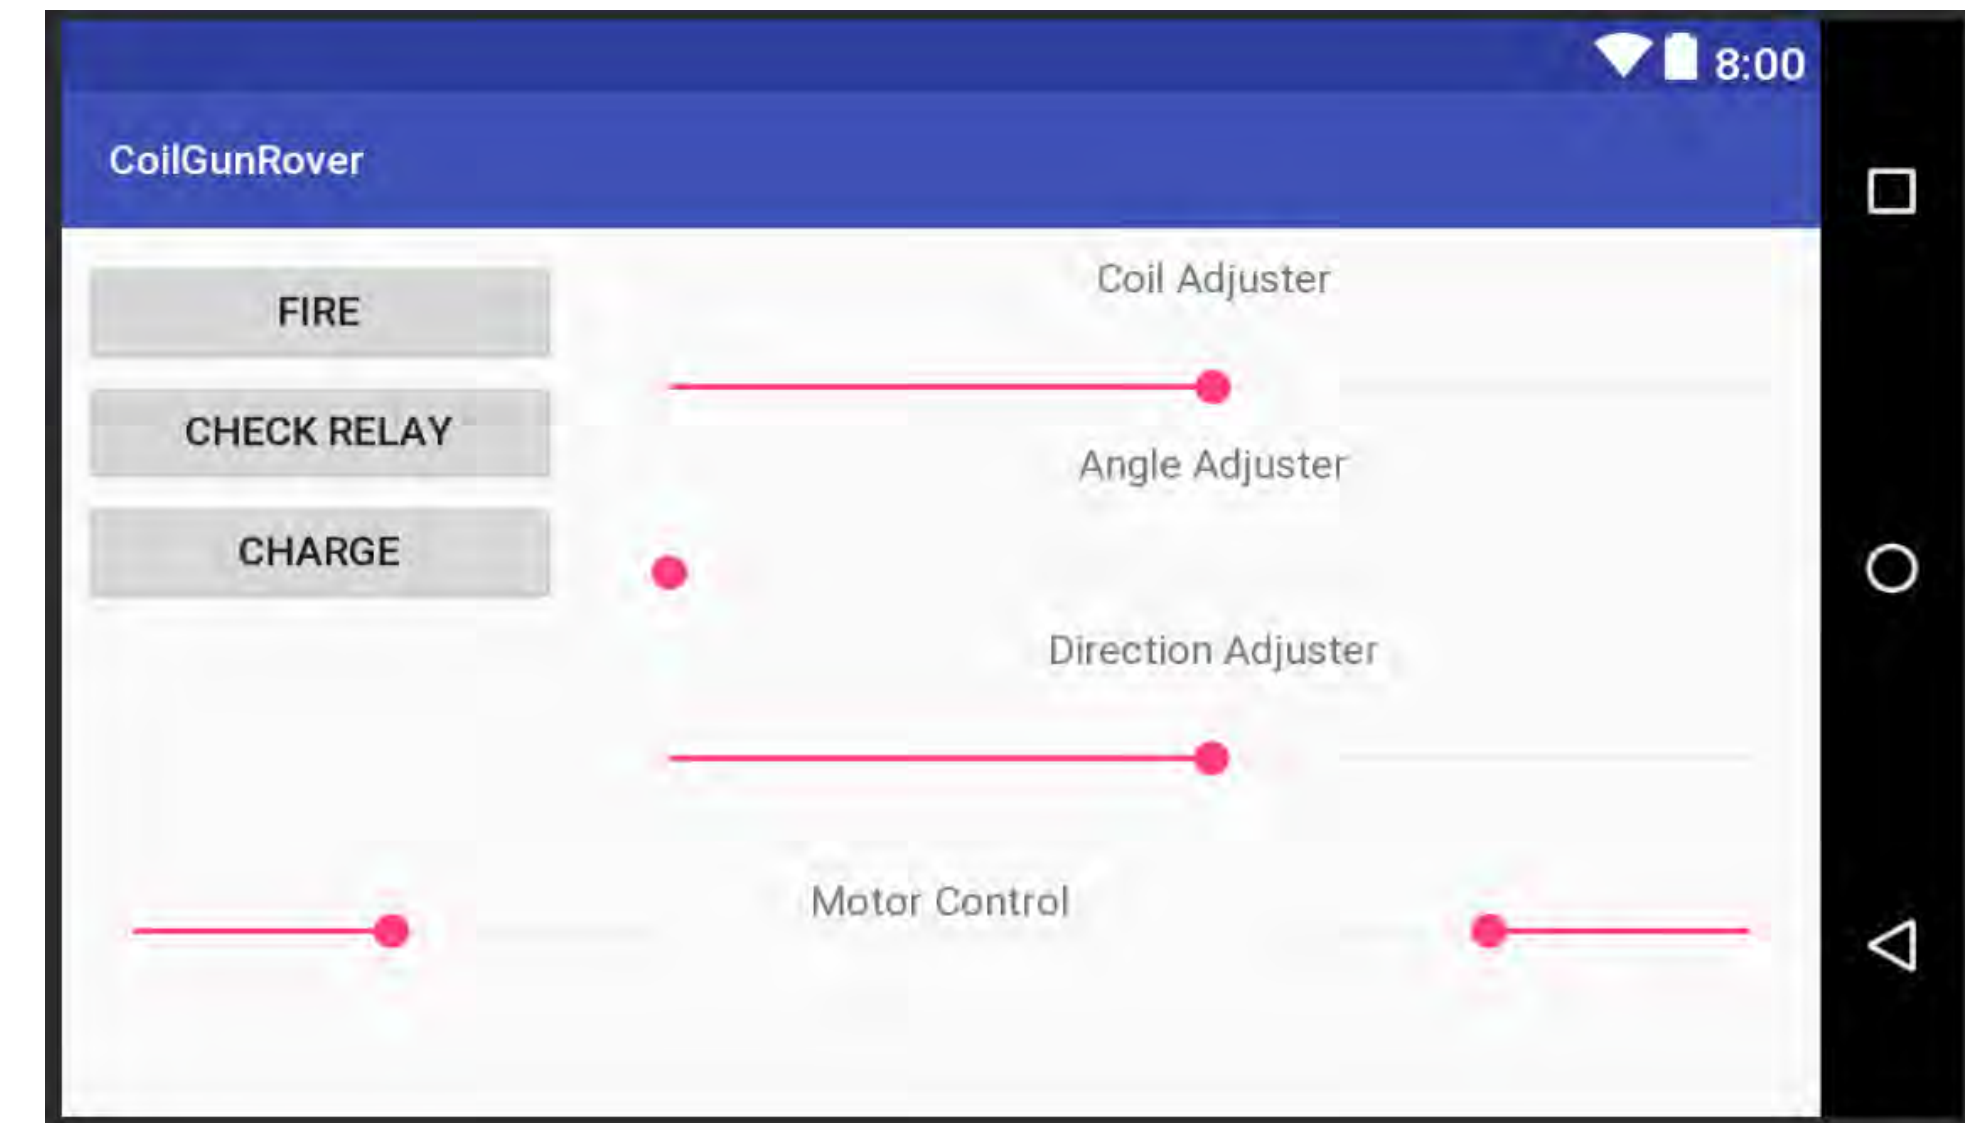 8:00
CoilGunRover
FIRE
CHECK RELAY
CHARGE
Coil Adjuster
Angle Adjuster
Direction Adjuster
Motor Control